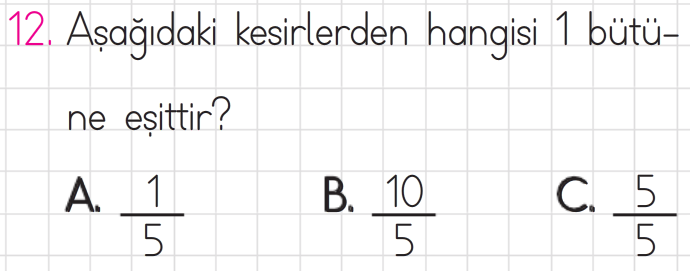 12. Aşağıdaki kesirlerden hangisi 1 bütü-
ne eşittir?
A. 1/5 B. 10/5 C. 5/5